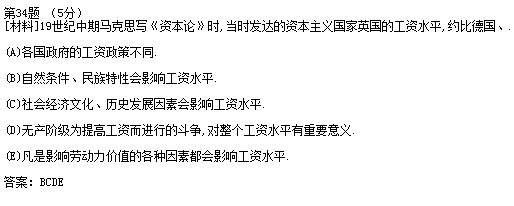 第34题 （5分）
[材料]19世纪中期马克思写《资本论》时,当时发达的资本主义国家英国的工资水平,约比德国、.
(A)各国政府的工资政策不同.
(B)自然条件、民族特性会影响工资水平.
(C)社会经济文化、历史发展因素会影响工资水平.
(D)无产阶级为提高工资而进行的斗争,对整个工资水平有重要意义.
(E)凡是影响劳动力价值的各种因素都会影响工资水平.
答案: BCDE